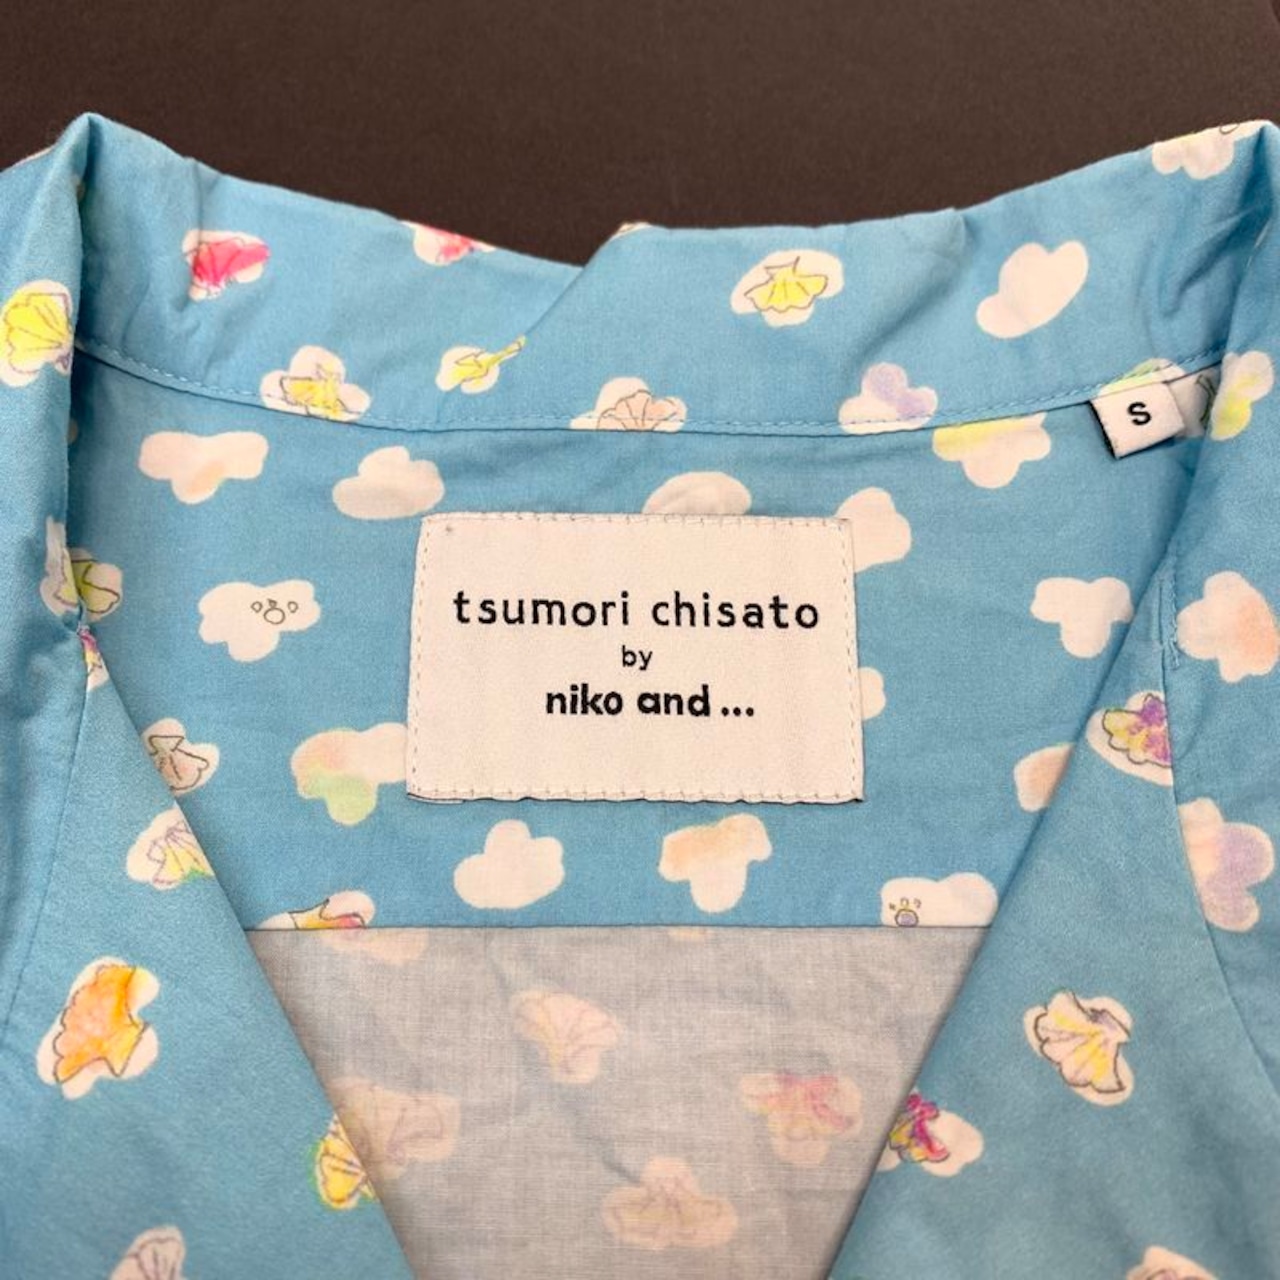 S
tsumori chisato
by
niko and ...